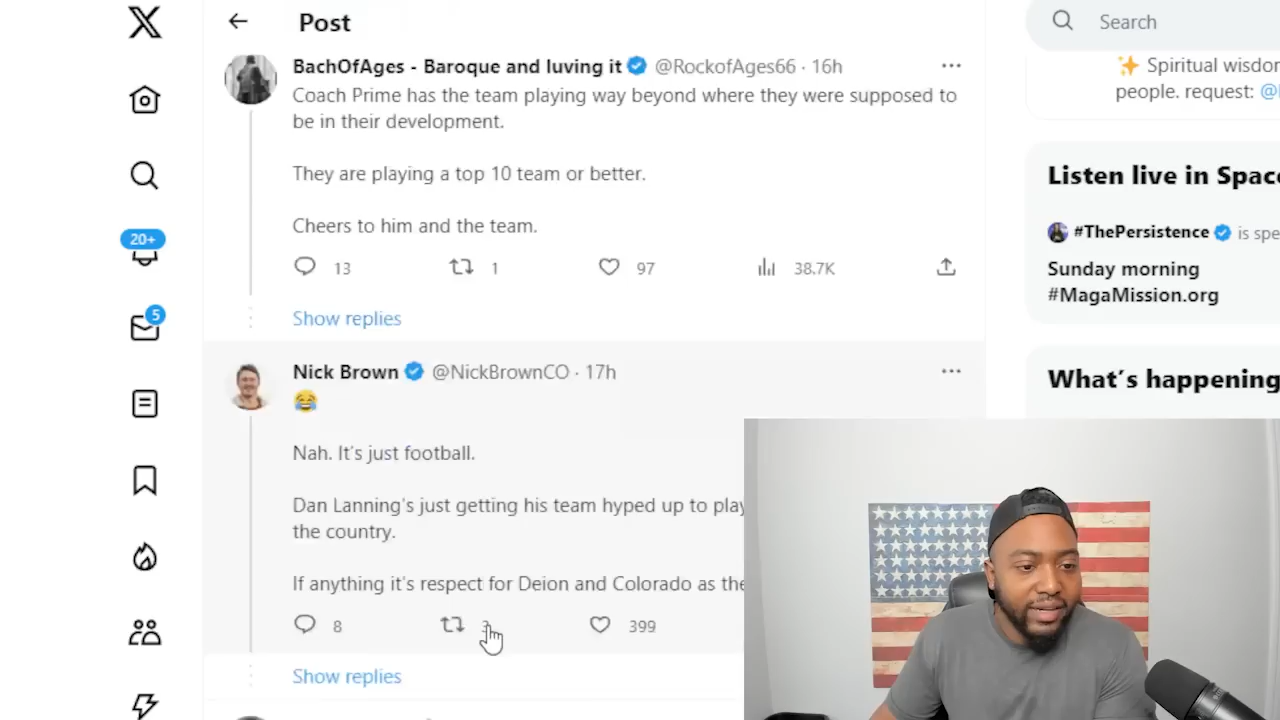 Post
Search
BachOfAges - Baroque and luving it @RockofAges66 · 16h
Coach Prime has the team playing way beyond where they were supposed to
be in their development.
They are playing a top 10 team or better.
Cheers to him and the team.
13 1 97 38.7K
Show replies
Nick Brown @NickBrownCO · 17h
😂
Nah. It's just football.
Dan Lanning's just getting his team hyped up to play
the country.
If anything it's respect for Deion and Colorado as the
8 399
Show replies
20+
5
Spiritual
people. request:
Listen live in
#ThePersistence is
Sunday morning
#MagaMission.org
What's happening